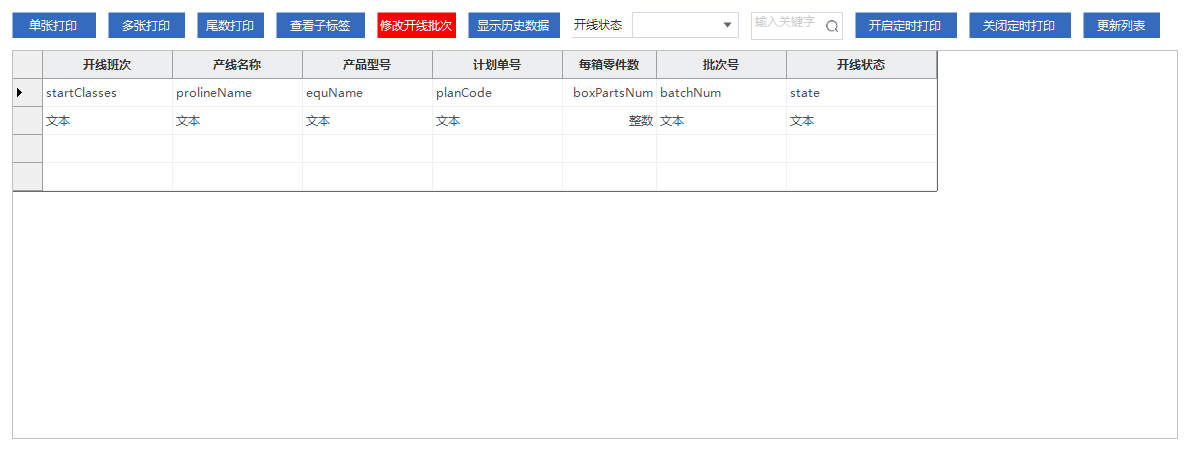 单张打印 多张打印 尾数打印 查看子标签 修改开线批次 显示历史数据 开线状态 输入关键字 开启定时打印 关闭定时打印 更新列表
开线班次 产线名称 产品型号 计划单号 每箱零件数 批次号 开线状态
startClasses prolineName equName planCode boxPartsNum batchNum state
文本 文本 文本 文本 整数 文本 文本